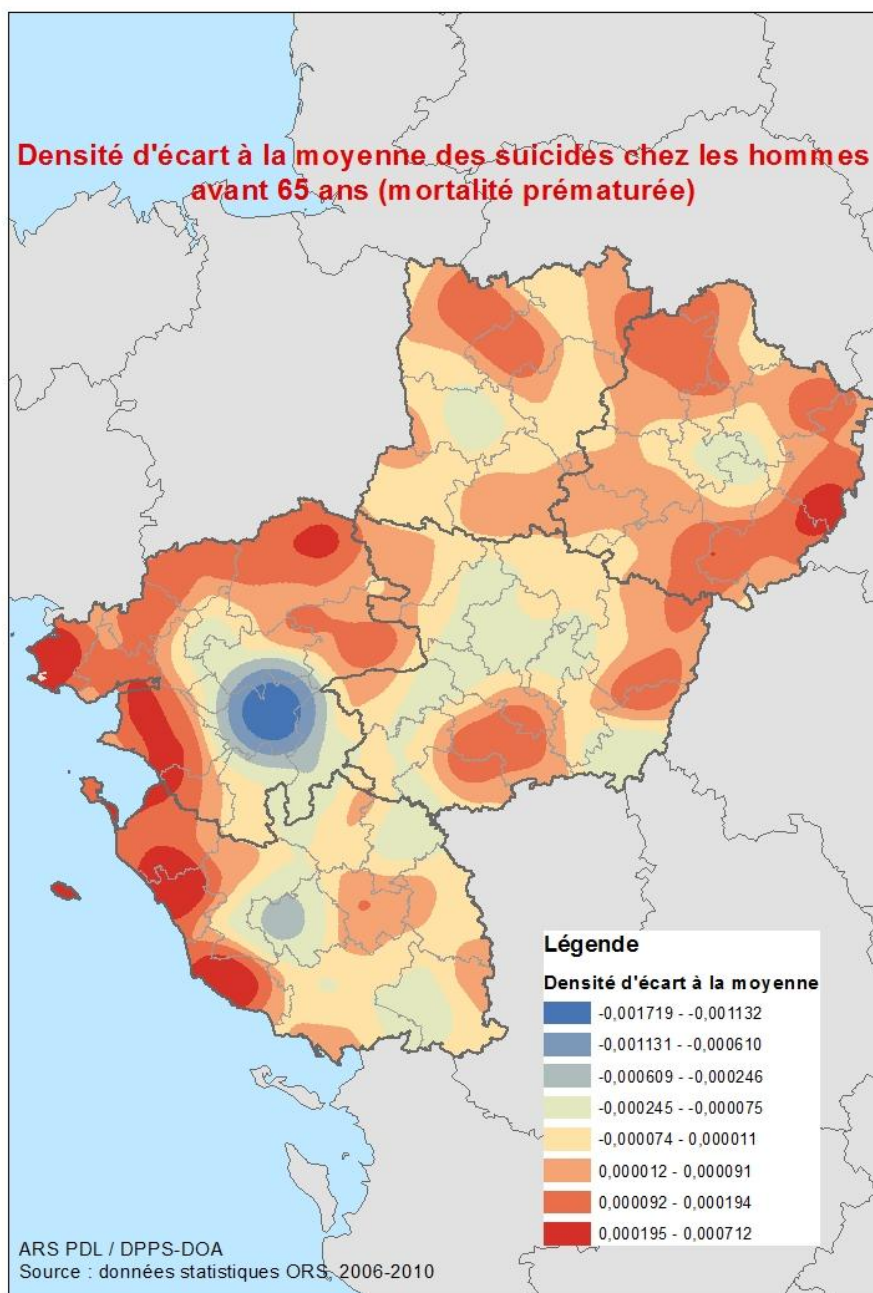 Densité d'écart à la moyenne des suicides chez les hommes
avant 65 ans (mortalité prématurée)
Légende
Densité d'écart à la moyenne
-0,001719 - -0,001132
-0,001131 - -0,000610
-0,000609 - -0,000246
-0,000245 - -0,000075
-0,000074 - 0,000011
0,000012 - 0,000091
0,000092 - 0,000194
0,000195 - 0,000712
ARS PDL / DPPS-DOA
Source : données statistiques ORS 2006-2010